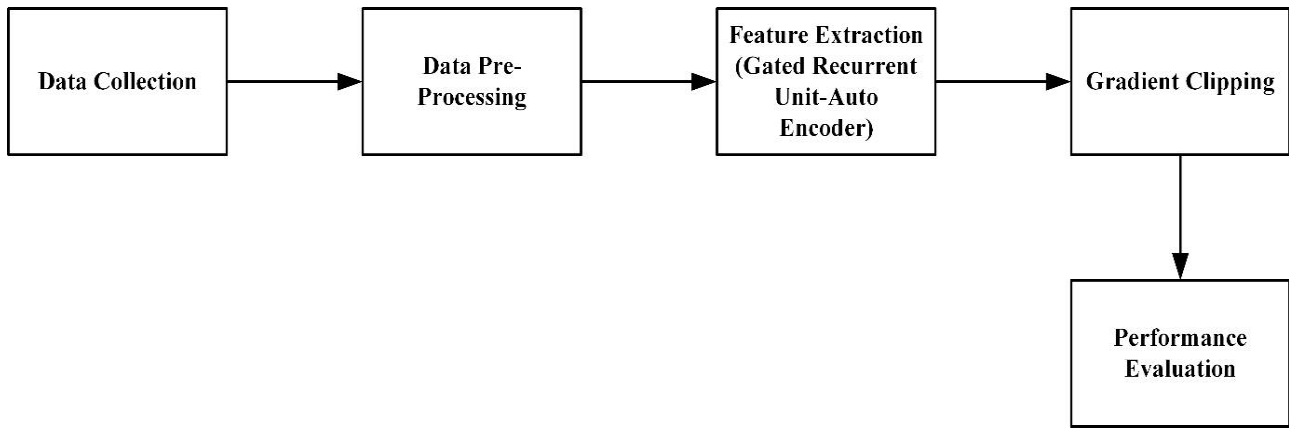 Data Collection
Data Pre-
Processing
Feature Extraction
(Gated Recurrent
Unit-Auto
Encoder)
Gradient Clipping
Performance
Evaluation